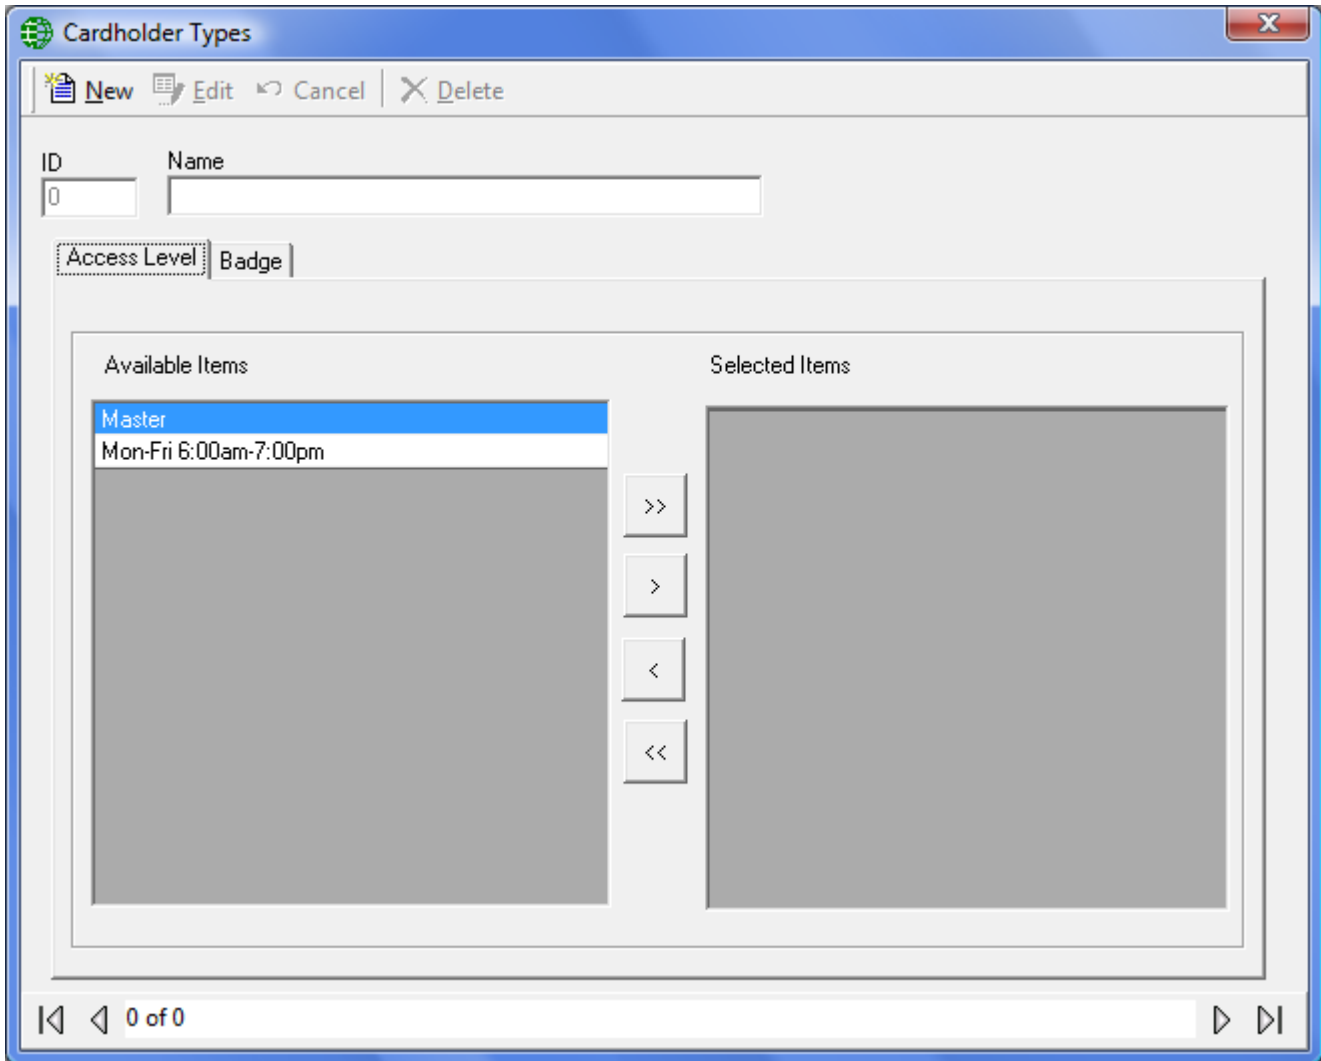 Cardholder Types
New Edit Cancel Delete
ID Name
0
Access Level Badge
Available Items Selected Items
Master
Mon-Fri 6:00am-7:00pm
>>
>
<
<<
0 of 0